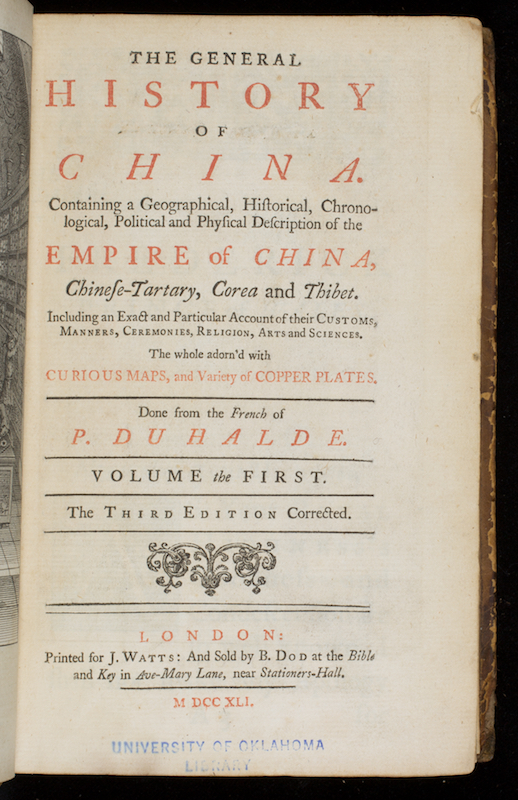 THE GENERAL
HISTORY
OF
CHINA.
Containing a Geographical, Hiſtorical, Chrono-
logical, Political and Phyſical Deſcription of the
EMPIRE of CHINA,
Chineſe-Tartary, Corea and Thibet.
Including an Exact and Particular Account of their CUSTOMS,
MANNERS, CEREMONIES, RELIGION, ARTS and SCIENCES.
The whole adorn'd with
CURIOUS MAPS, and Variety of COPPER PLATES.
Done from the French of
P. DU HALDE.
VOLUME the FIRST.
The THIRD EDITION Corrected.
LONDON:
Printed for J. WATTS: And Sold by B. DOD at the Bible
and Key in Ave-Mary Lane, near Stationers-Hall.
M DCC XLI.
UNIVERSITY OF OKLAHOMA
LIBRARY